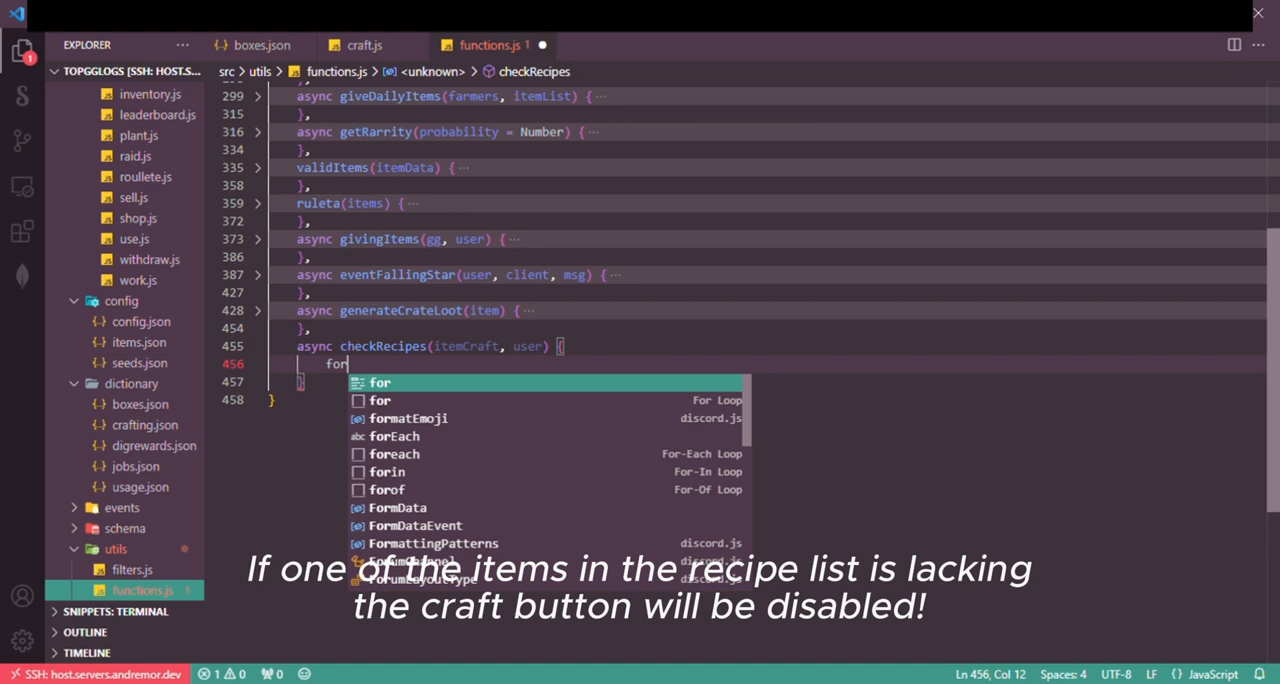 EXPLORER
boxes.json
craft.js
functions.js 1
TOPGGLOGS [SSH: HOST.S...
src > utils > functions.js > <unknown> > checkRecipes
inventory.js
leaderboard.js
plant.js
raid.js
roullete.js
sell.js
shop.js
use.js
withdraw.js
work.js
config
config.json
items.json
seeds.json
dictionary
boxes.json
crafting.json
digrewards.json
jobs.json
usage.json
events
schema
utils
filters.js
functions.js 1
SNIPPETS: TERMINAL
OUTLINE
TIMELINE
299 async giveDailyItems(farmers, itemList) {...
315 },
316 async getRarrity(probability = Number) {...
334 },
335 validItems(itemData) {...
358 },
359 ruleta(items) {...
372 },
373 async givingItems(gg, user) {...
386 },
387 async eventFallingStar(user, client, msg) {...
427 },
428 async generateCrateLoot(item) {...
454 },
455 async checkRecipes(itemCraft, user) {
456 for
457 }
458 }
for
for For Loop
formatEmoji discord.js
forEach
foreach For-Each Loop
forin For-In Loop
forof For-Of Loop
FormData
FormDataEvent
FormattingPatterns discord.js
ForumChannel discord.js
ForumLayoutType discord.js
If one of the items in the recipe list is lacking
the craft button will be disabled!
SSH: host.servers.andremor.dev
1 0
0
Ln 456, Col 12
Spaces: 4
UTF-8
LF
{} JavaScript